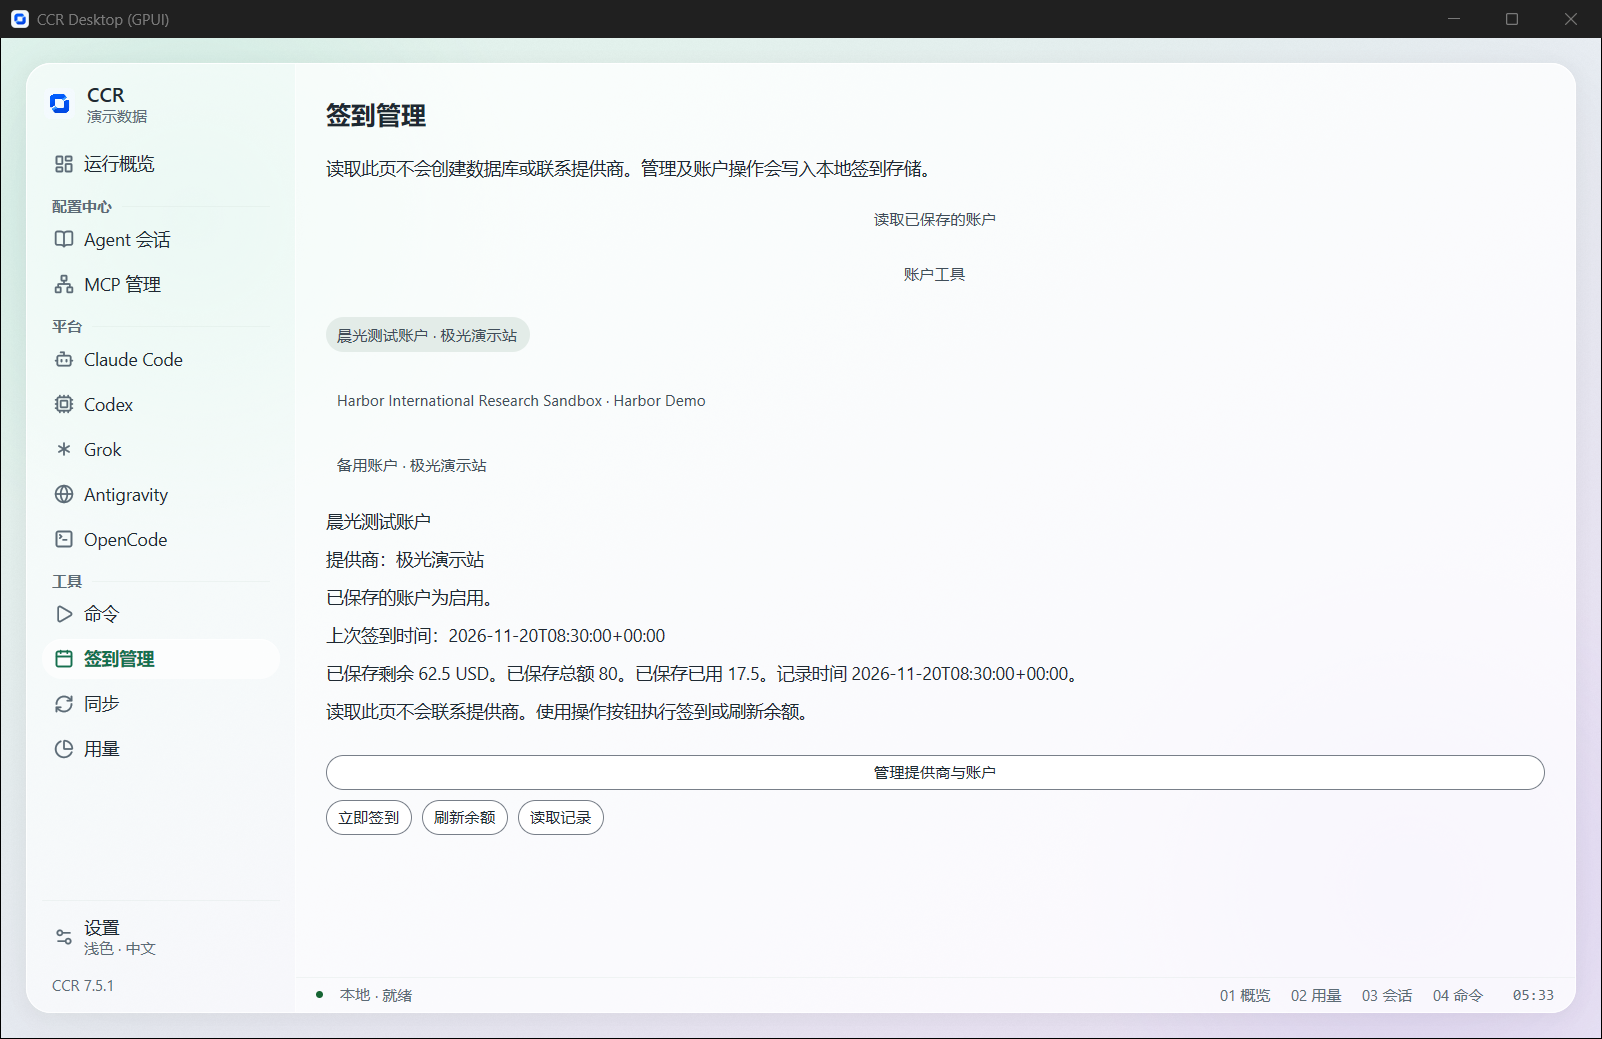 CCR Desktop (GPUI)
CCR
演示数据
运行概览
配置中心
Agent 会话
MCP 管理
平台
Claude Code
Codex
Grok
Antigravity
OpenCode
工具
命令
签到管理
同步
用量
设置
浅色 · 中文
CCR 7.5.1
签到管理
读取此页不会创建数据库或联系提供商。管理及账户操作会写入本地签到存储。
读取已保存的账户
账户工具
晨光测试账户 · 极光演示站
Harbor International Research Sandbox · Harbor Demo
备用账户 · 极光演示站
晨光测试账户
提供商：极光演示站
已保存的账户为启用。
上次签到时间：2026-11-20T08:30:00+00:00
已保存剩余 62.5 USD。已保存总额 80。已保存已用 17.5。记录时间 2026-11-20T08:30:00+00:00。
读取此页不会联系提供商。使用操作按钮执行签到或刷新余额。
管理提供商与账户
立即签到 刷新余额 读取记录
本地 · 就绪
01 概览 02 用量 03 会话 04 命令 05:33